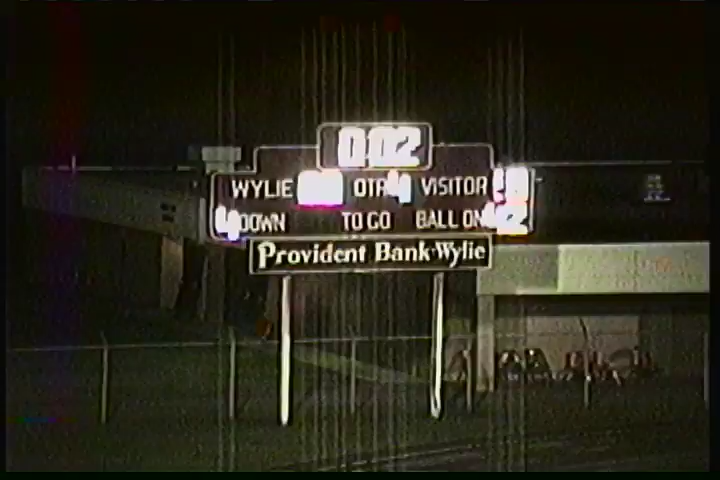 0:02
WYLIE QTR VISITOR
DOWN TO GO BALL ON
Provident Bank-Wylie